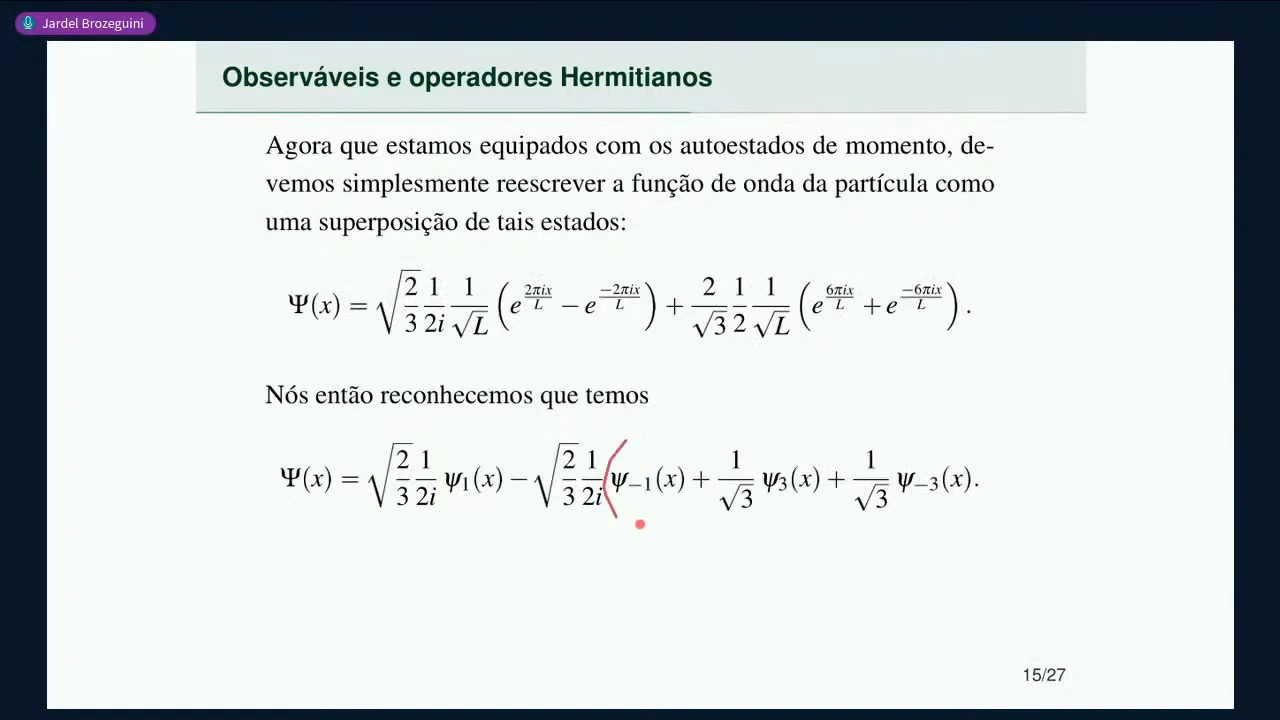 Jardel Brozeguini
Observáveis e operadores Hermitianos
Agora que estamos equipados com os autoestados de momento, de-
vemos simplesmente reescrever a função de onda da partícula como
uma superposição de tais estados:
Ψ(x) = √(2/3) 1/(2i) 1/√L (e^(2πix/L) − e^(−2πix/L)) + 2/√3 1/2 1/√L (e^(6πix/L) + e^(−6πix/L)).
Nós então reconhecemos que temos
Ψ(x) = √(2/3) 1/(2i) ψ₁(x) − √(2/3) 1/(2i) ψ₋₁(x) + 1/√3 ψ₃(x) + 1/√3 ψ₋₃(x).
15/27